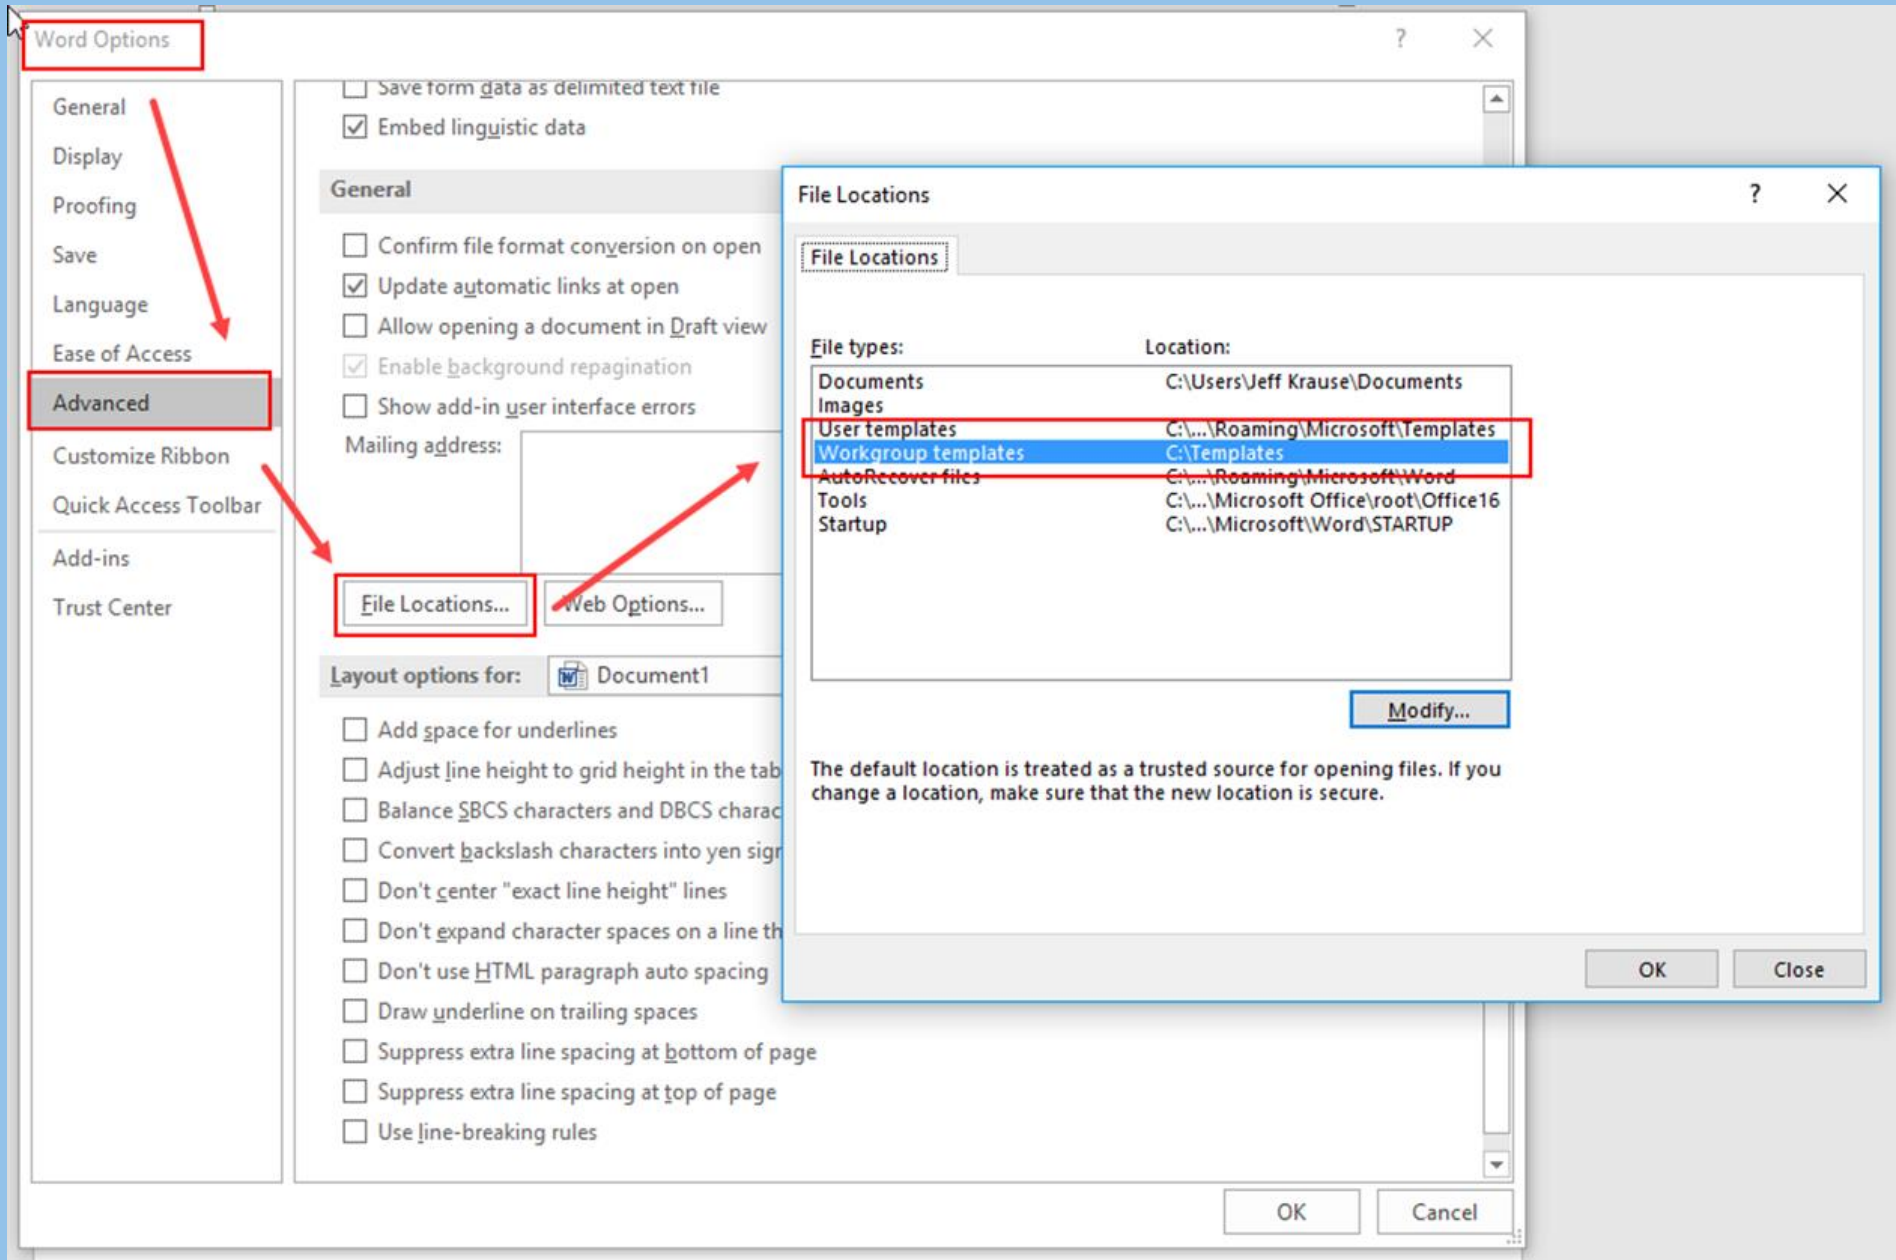 Word Options
?
General
Display
Proofing
Save
Language
Ease of Access
Advanced
Customize Ribbon
Quick Access Toolbar
Add-ins
Trust Center
Save form data as delimited text file
Embed linguistic data
General
Confirm file format conversion on open
Update automatic links at open
Allow opening a document in Draft view
Enable background repagination
Show add-in user interface errors
Mailing address:
File Locations...
Web Options...
Layout options for:
Document1
Add space for underlines
Adjust line height to grid height in the tab
Balance SBCS characters and DBCS charac
Convert backslash characters into yen sigr
Don't center "exact line height" lines
Don't expand character spaces on a line th
Don't use HTML paragraph auto spacing
Draw underline on trailing spaces
Suppress extra line spacing at bottom of page
Suppress extra line spacing at top of page
Use line-breaking rules
OK
Cancel
File Locations
?
File Locations
File types: Location:
Documents C:\Users\Jeff Krause\Documents
Images
User templates C:\...\Roaming\Microsoft\Templates
Workgroup templates C:\Templates
AutoRecover files C:\...\Roaming\Microsoft\Word
Tools C:\...\Microsoft Office\root\Office16
Startup C:\...\Microsoft\Word\STARTUP
Modify...
The default location is treated as a trusted source for opening files. If you
change a location, make sure that the new location is secure.
OK
Close